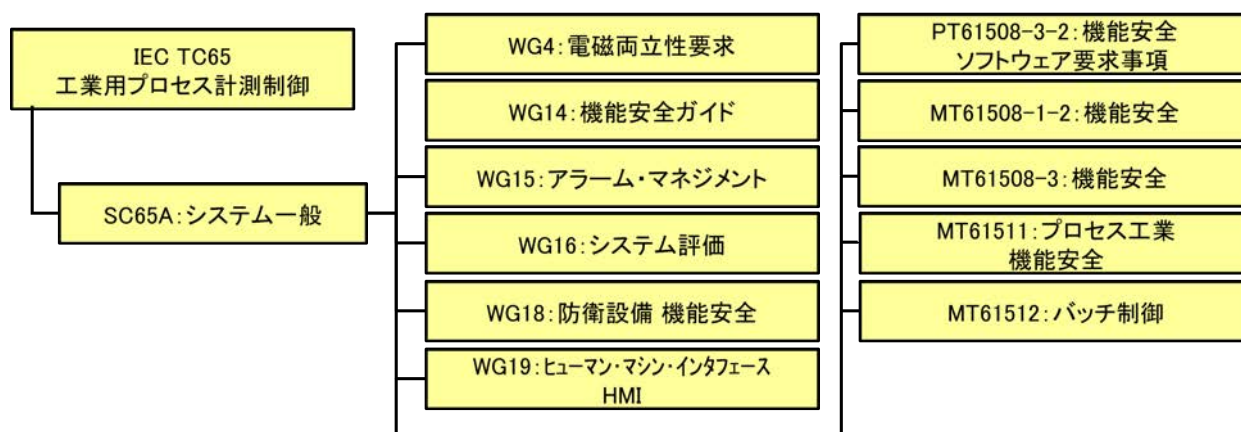 IEC TC65
工業用プロセス計測制御
SC65A:システム一般
WG4:電磁両立性要求
WG14:機能安全ガイド
WG15:アラーム・マネジメント
WG16:システム評価
WG18:防衛設備 機能安全
WG19:ヒューマン・マシン・インタフェース
HMI
PT61508-3-2:機能安全
ソフトウェア要求事項
MT61508-1-2:機能安全
MT61508-3:機能安全
MT61511:プロセス工業
機能安全
MT61512:バッチ制御